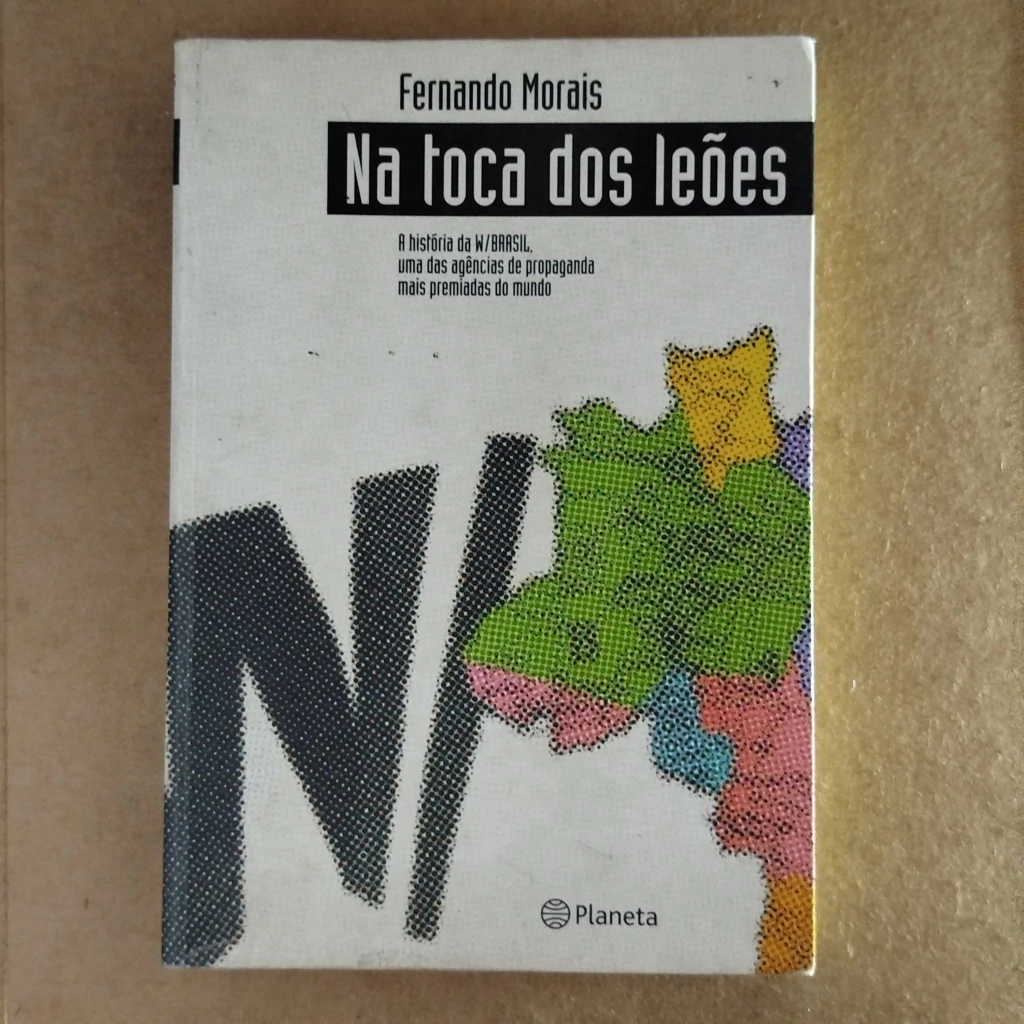 Fernando Morais
Na toca dos leões
A história da W/BRASIL,
uma das agências de propaganda
mais premiadas do mundo
W/
Planeta